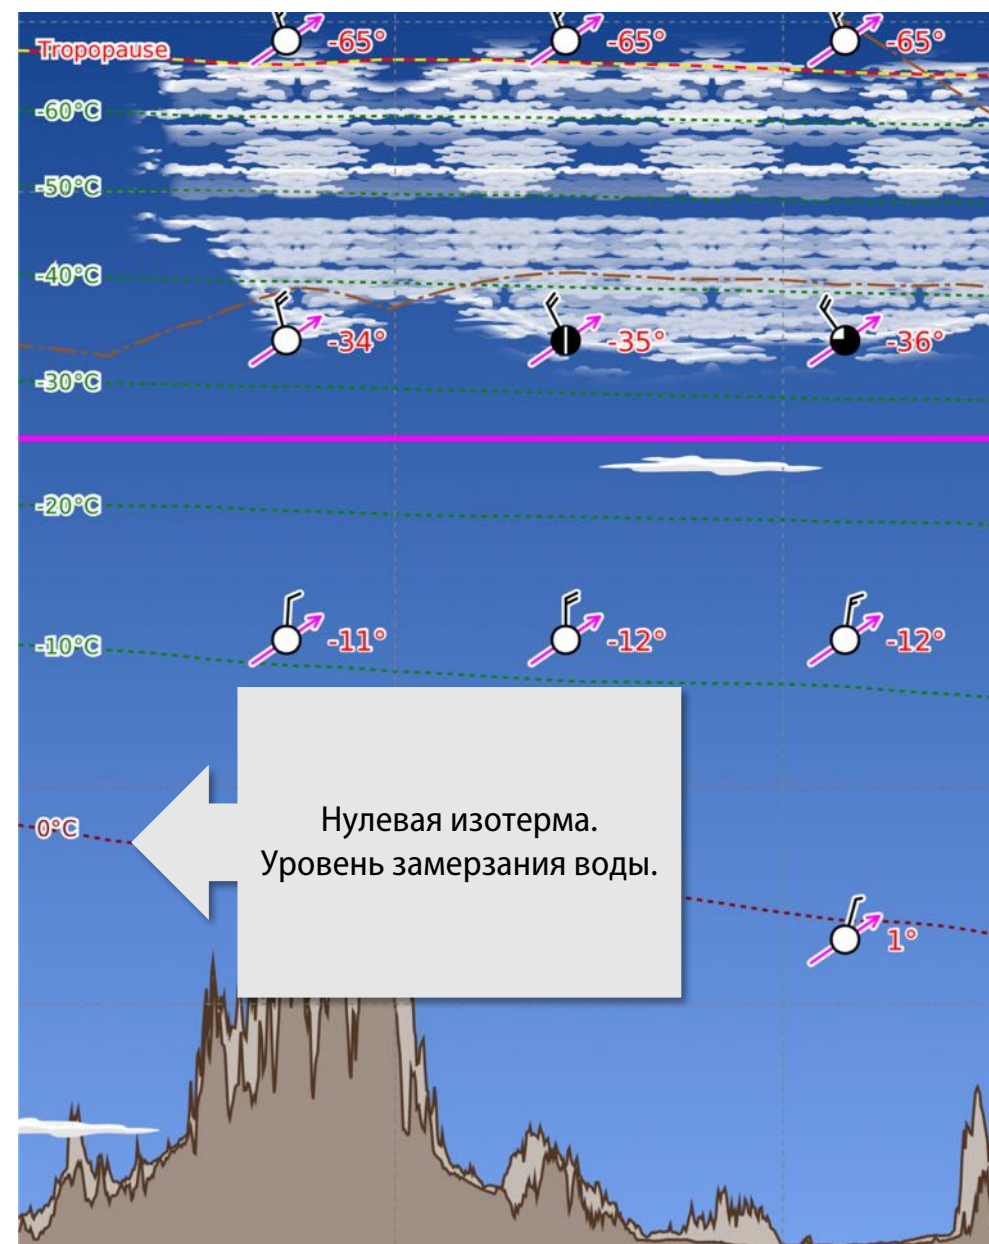 -65° -65° -65°
Tropopause
-60°C
-50°C
-40°C
-34° -35° -36°
-30°C
-20°C
-11° -12° -12°
-10°C
Нулевая изотерма.
0°C
Уровень замерзания воды.
1°